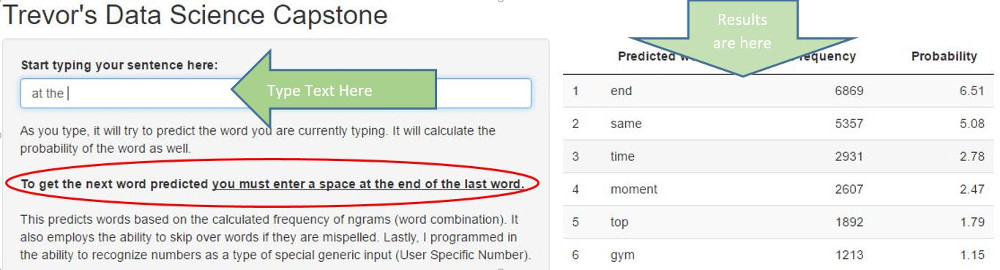 Trevor's Data Science Capstone
Start typing your sentence here:
at the
Type Text Here
As you type, it will try to predict the word you are currently typing. It will calculate the
probability of the word as well.
To get the next word predicted you must enter a space at the end of the last word.
This predicts words based on the calculated frequency of ngrams (word combination). It
also employs the ability to skip over words if they are mispelled. Lastly, I programmed in
the ability to recognize numbers as a type of special generic input (User Specific Number).
Results
are here
Predicted Probability
1 end 6869 6.51
2 same 5357 5.08
3 time 2931 2.78
4 moment 2607 2.47
5 top 1892 1.79
6 gym 1213 1.15